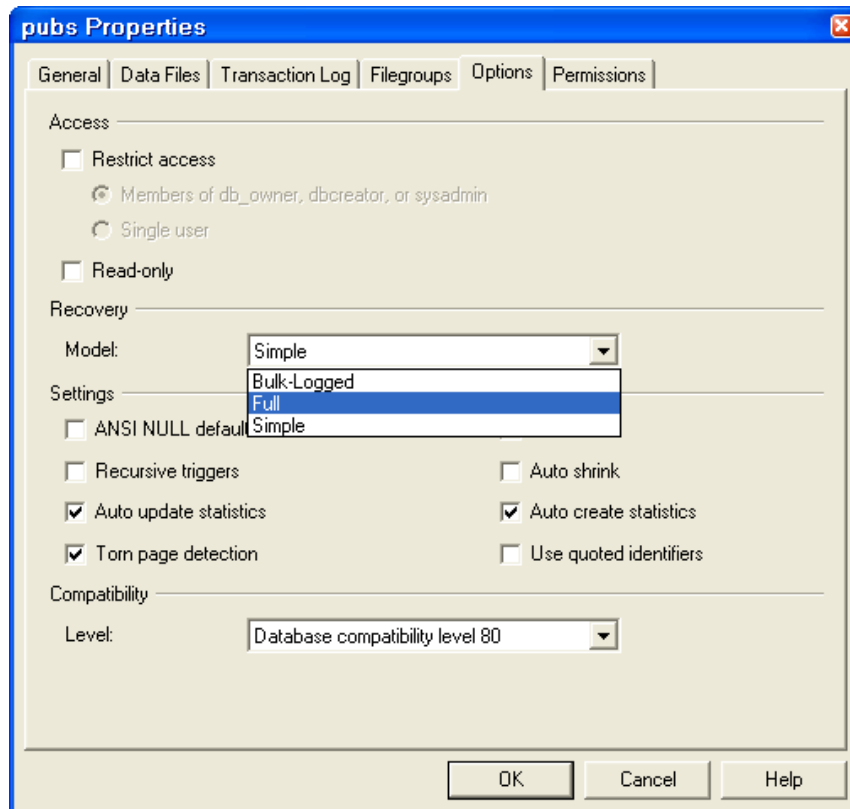 pubs Properties
General Data Files Transaction Log Filegroups Options Permissions
Access
Restrict access
Members of db_owner, dbcreator, or sysadmin
Single user
Read-only
Recovery
Model: Simple
Bulk-Logged
Full
Simple
Settings
ANSI NULL default
Recursive triggers Auto shrink
Auto update statistics Auto create statistics
Torn page detection Use quoted identifiers
Compatibility
Level: Database compatibility level 80
OK Cancel Help